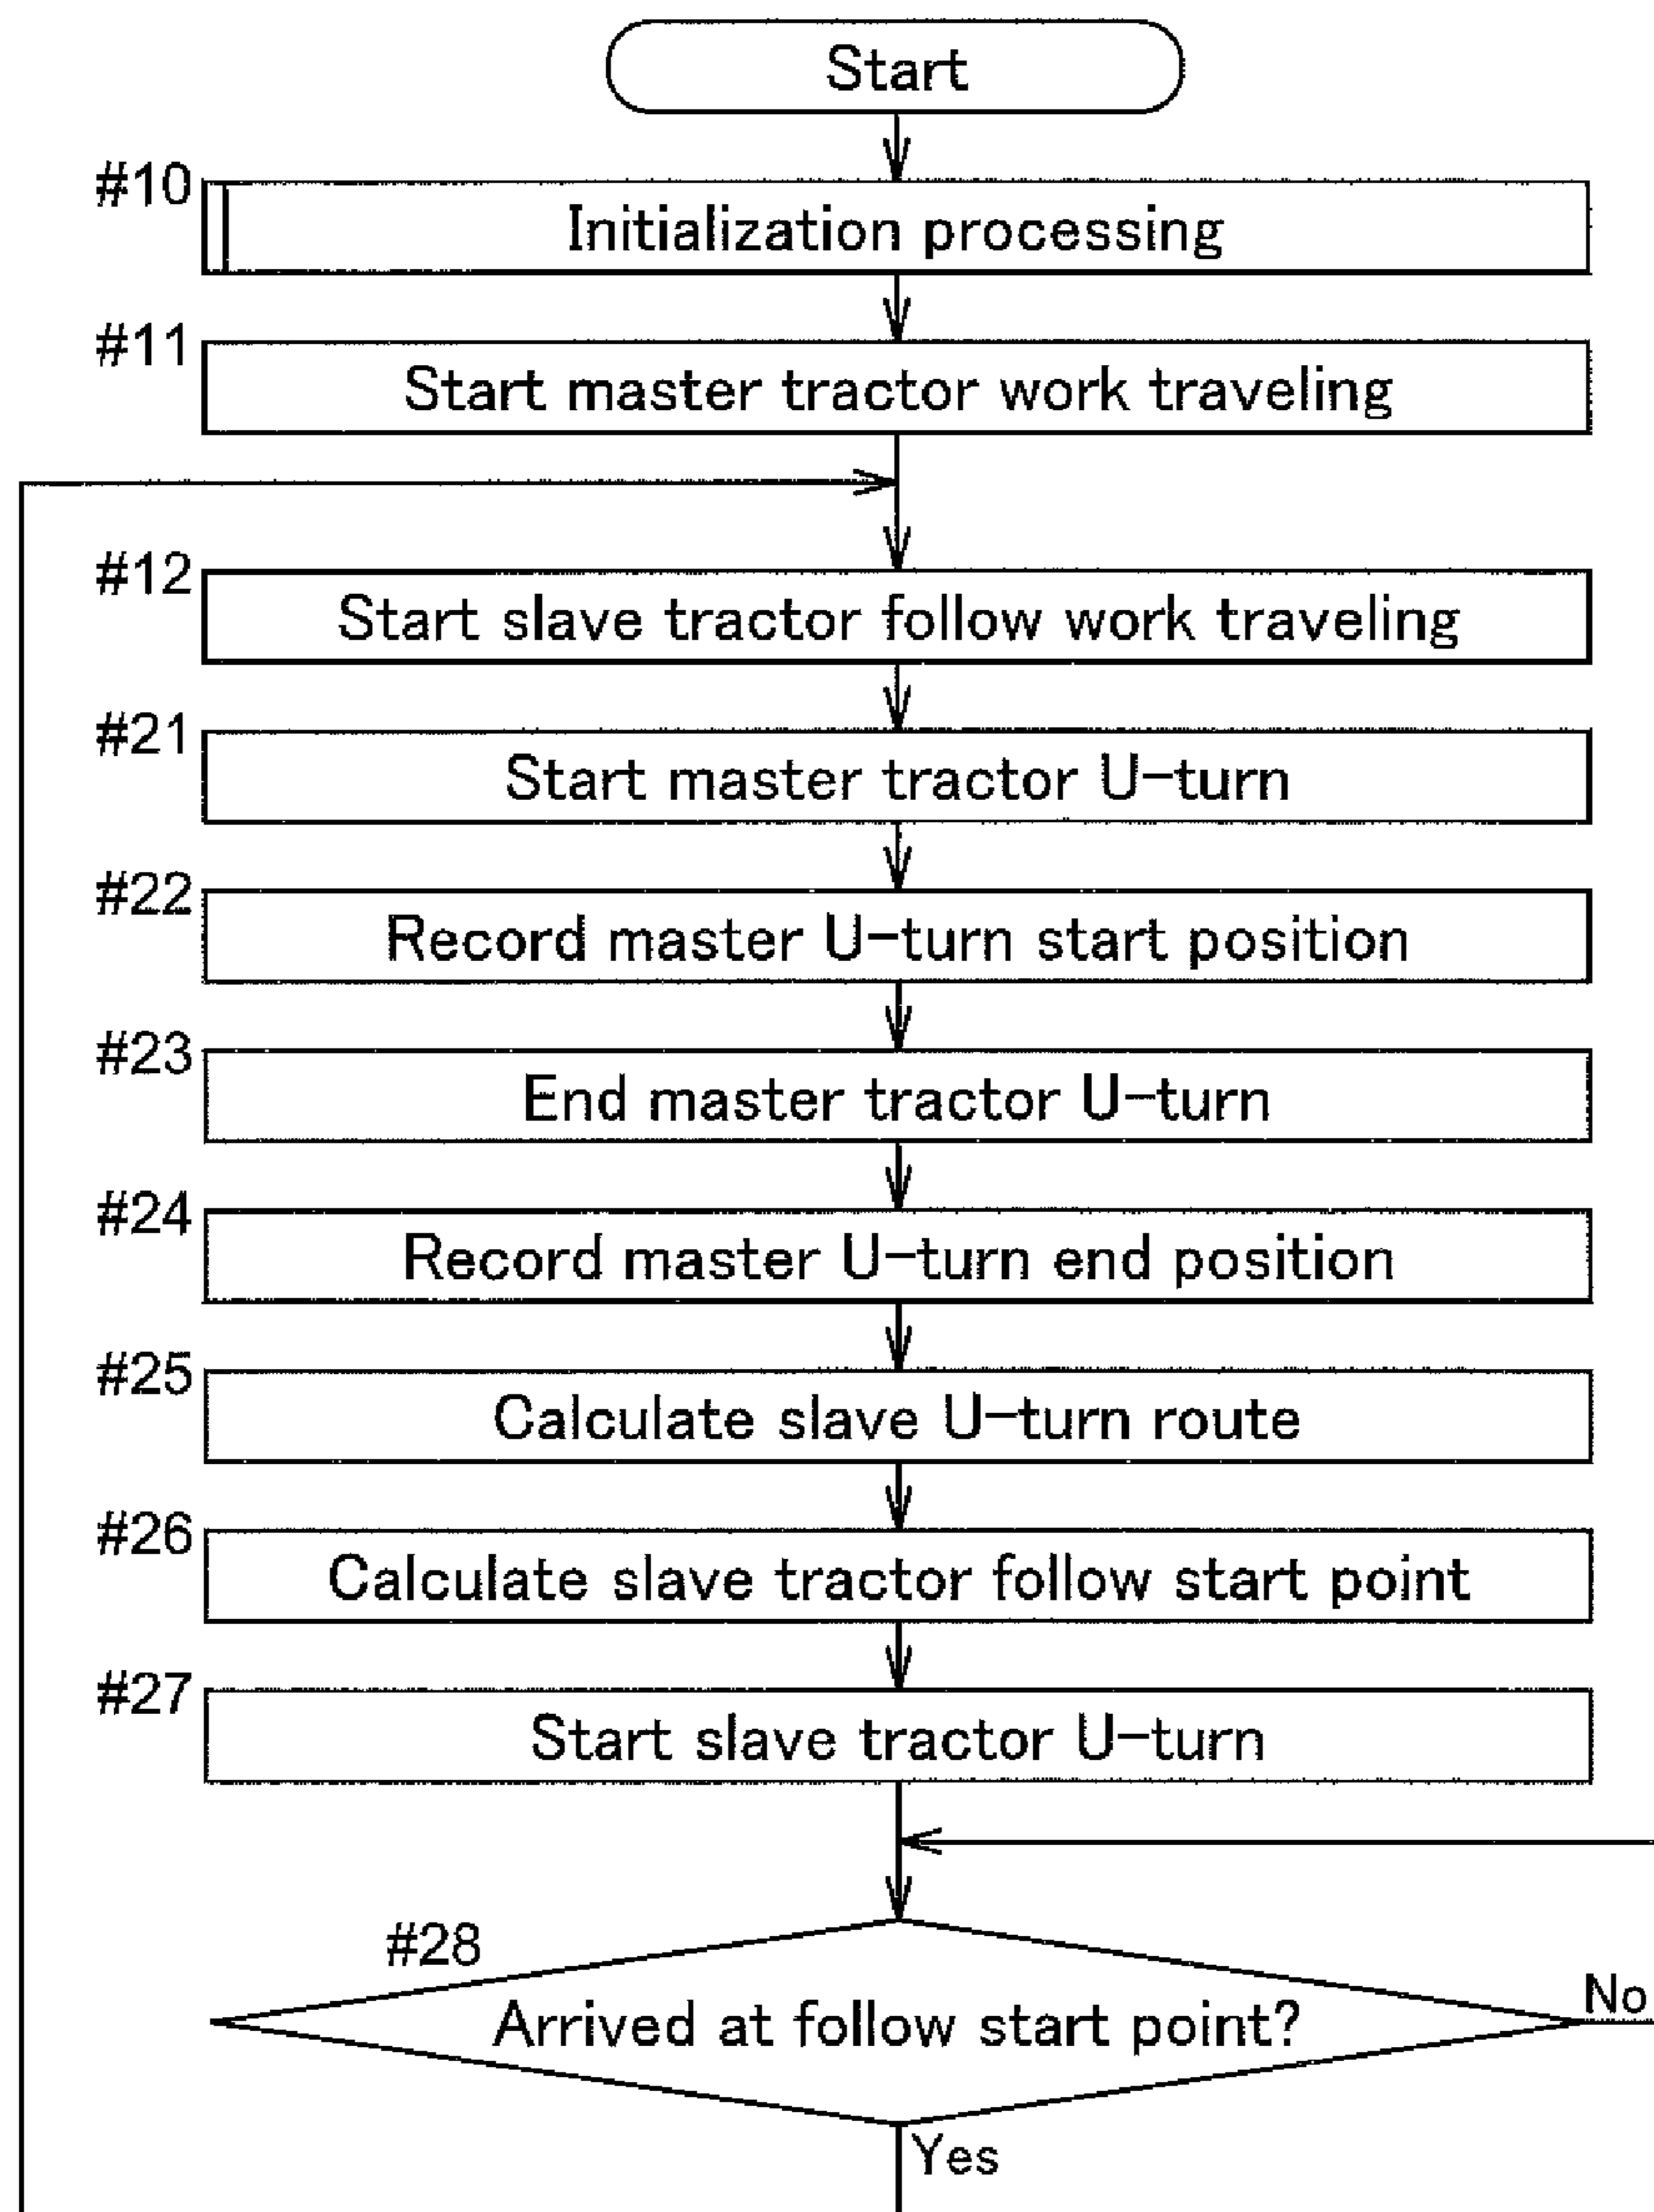 Start
#10
Initialization processing
#11
Start master tractor work traveling
#12
Start slave tractor follow work traveling
#21
Start master tractor U-turn
#22
Record master U-turn start position
#23
End master tractor U-turn
#24
Record master U-turn end position
#25
Calculate slave U-turn route
#26
Calculate slave tractor follow start point
#27
Start slave tractor U-turn
#28
Arrived at follow start point?
No
Yes